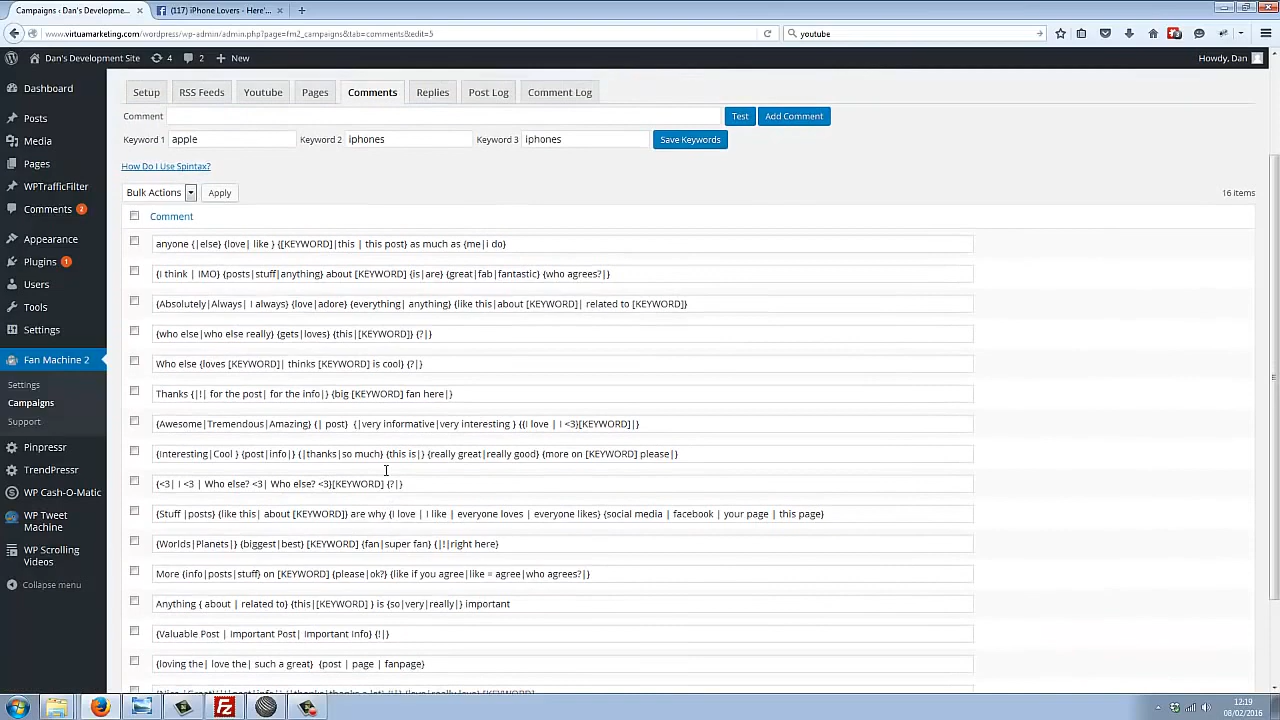 Campaigns ‹ Dan's Developme...
(117) iPhone Lovers - Here'...
www.virtuamarketing.com/wordpress/wp-admin/admin.php?page=fm2_campaigns&tab=comments&edit=5
youtube
Dan's Development Site
4
2
New
Howdy, Dan
Dashboard
Posts
Media
Pages
WPTrafficFilter
Comments 2
Appearance
Plugins 1
Users
Tools
Settings
Fan Machine 2
Settings
Campaigns
Support
Pinpressr
TrendPressr
WP Cash-O-Matic
WP Tweet
Machine
WP Scrolling
Videos
Collapse menu
Setup
RSS Feeds
Youtube
Pages
Comments
Replies
Post Log
Comment Log
Comment
Test
Add Comment
Keyword 1
apple
Keyword 2
iphones
Keyword 3
iphones
Save Keywords
How Do I Use Spintax?
Bulk Actions
Apply
16 items
Comment
anyone {|else} {love| like } {[KEYWORD]|this | this post} as much as {me|i do}
{I think | IMO} {posts|stuff|anything} about [KEYWORD] {is|are} {great|fab|fantastic} {who agrees?|}
{Absolutely|Always| I always} {love|adore} {everything| anything} {like this|about [KEYWORD]| related to [KEYWORD]}
{who else|who else really} {gets|loves} {this|[KEYWORD]} {?|}
Who else {loves [KEYWORD]| thinks [KEYWORD] is cool} {?|}
Thanks {|!| for the post| for the info|} {big [KEYWORD] fan here|}
{Awesome|Tremendous|Amazing} {| post} {|very informative|very interesting } {{I love | I <3}[KEYWORD]|}
{Interesting|Cool } {post|info|} {|thanks|so much} {this is|} {really great|really good} {more on [KEYWORD] please|}
{<3| I <3 | Who else? <3| Who else? <3}[KEYWORD] {?|}
{Stuff |posts} {like this| about [KEYWORD]} are why {I love | I like | everyone loves | everyone likes} {social media | facebook | your page | this page}
{Worlds|Planets|} {biggest|best} [KEYWORD] {fan|super fan} {|!|right here}
More {info|posts|stuff} on [KEYWORD] {please|ok?} {like if you agree|like = agree|who agrees?|}
Anything { about | related to} {this|[KEYWORD] } is {so|very|really|} important
{Valuable Post | Important Post| Important Info} {!|}
{loving the| love the| such a great} {post | page | fanpage}
12:19
08/02/2016